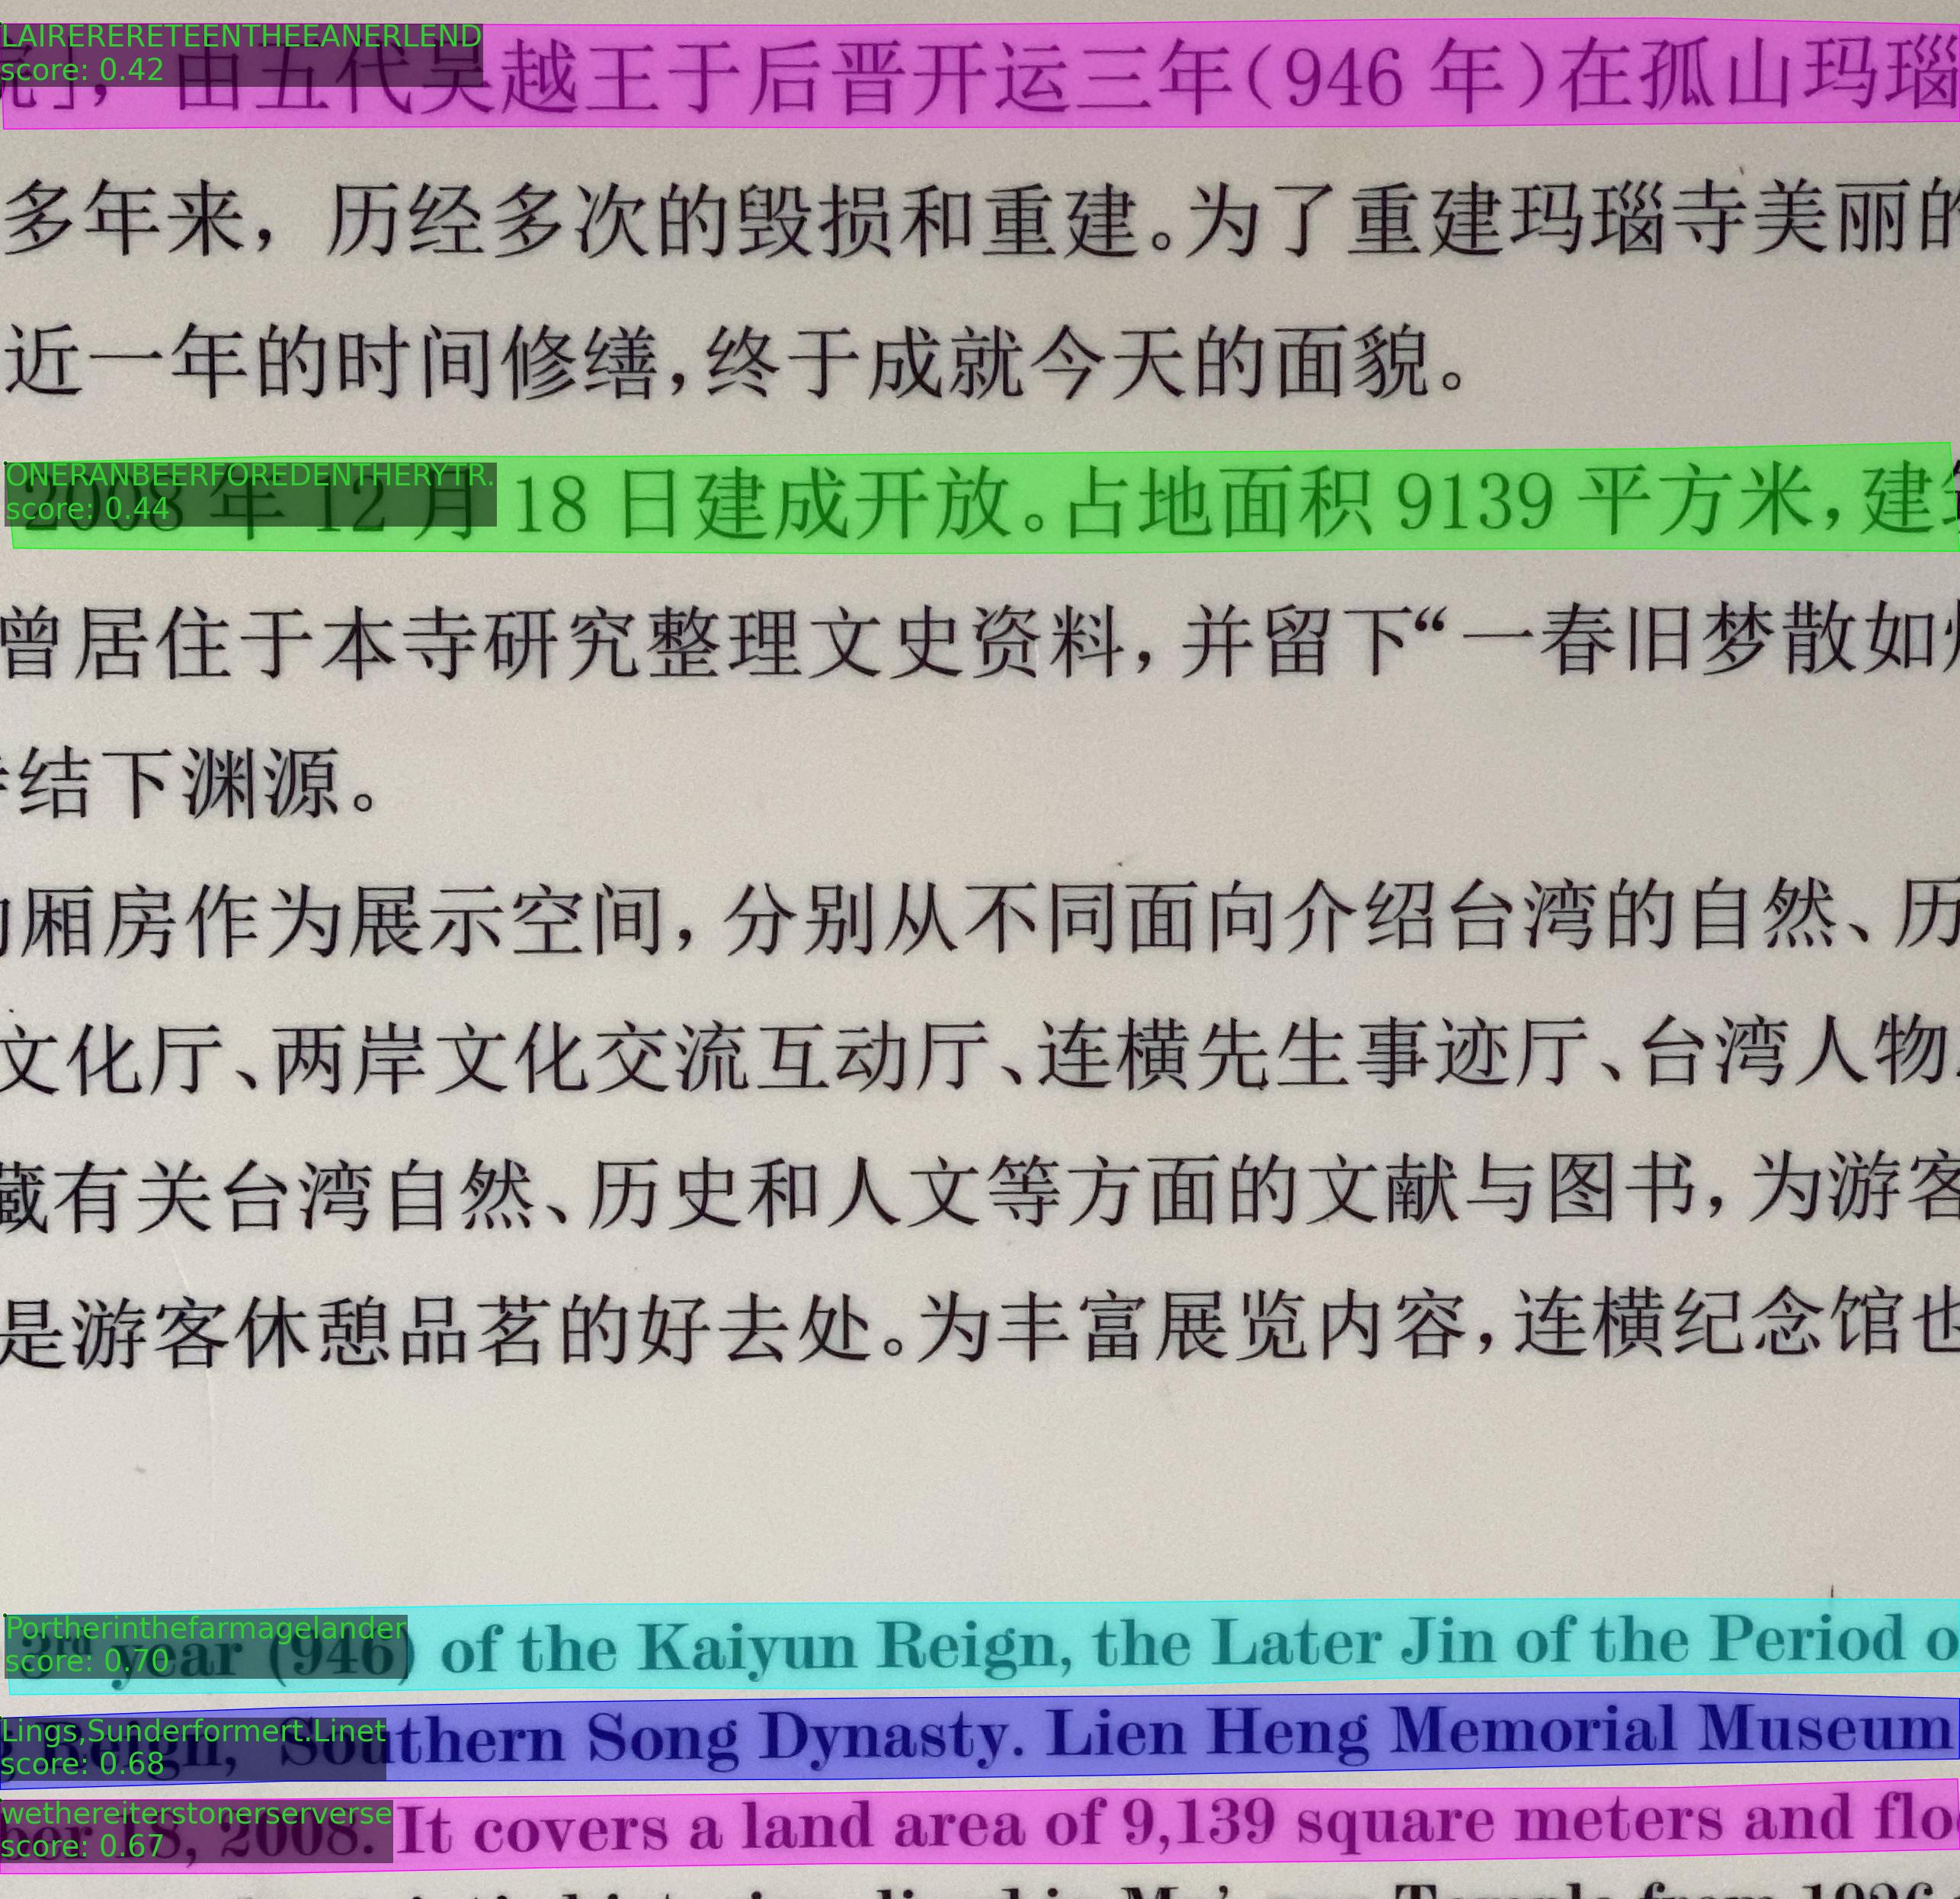 LAIRERERETEENTHEEANERLEND
score: 0.42
」，由五代吴越王于后晋开运三年（946 年）在孤山玛瑙
多年来，历经多次的毁损和重建。为了重建玛瑙寺美丽的
近一年的时间修缮，终于成就今天的面貌。
ONERANBEERFOREDENTHERYTR.
score: 0.44
2008 年 12 月 18 日建成开放。占地面积 9139 平方米，建
曾居住于本寺研究整理文史资料，并留下“一春旧梦散如
结下渊源。
厢房作为展示空间，分别从不同面向介绍台湾的自然、历
文化厅、两岸文化交流互动厅、连横先生事迹厅、台湾人物
藏有关台湾自然、历史和人文等方面的文献与图书，为游客
是游客休憩品茗的好去处。为丰富展览内容，连横纪念馆也
Portherinthefarmagelander
score: 0.70
3rd year (946) of the Kaiyun Reign, the Later Jin of the Period o
Lings,Sunderformert.Linet
score: 0.68
Reign, Southern Song Dynasty. Lien Heng Memorial Museum
wethereiterstonerserverse
score: 0.67
18, 2008. It covers a land area of 9,139 square meters and floo